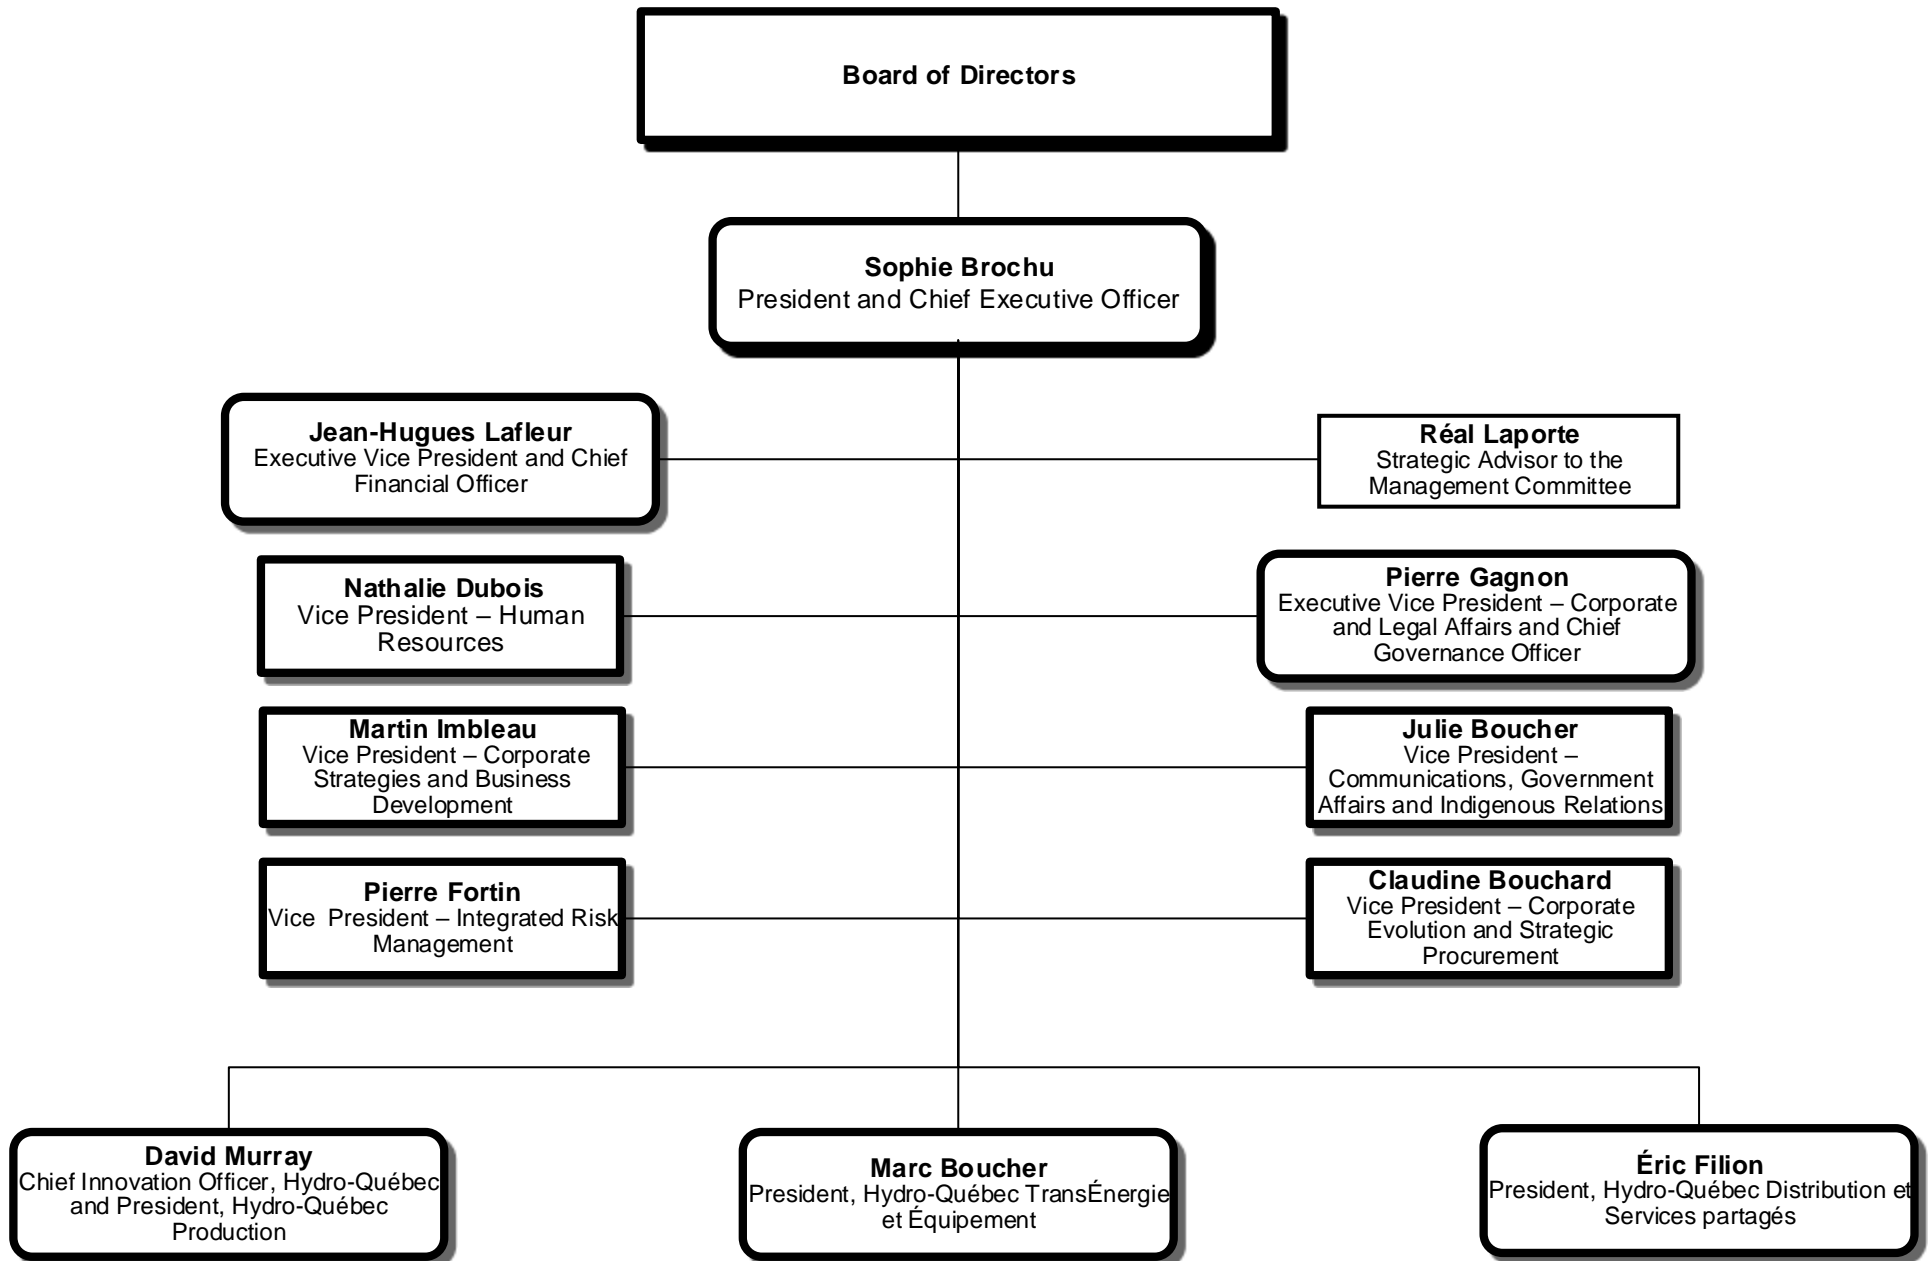 Board of Directors
Sophie Brochu
President and Chief Executive Officer
Jean-Hugues Lafleur
Executive Vice President and Chief
Financial Officer
Réal Laporte
Strategic Advisor to the
Management Committee
Nathalie Dubois
Vice President – Human
Resources
Pierre Gagnon
Executive Vice President – Corporate
and Legal Affairs and Chief
Governance Officer
Martin Imbleau
Vice President – Corporate
Strategies and Business
Development
Julie Boucher
Vice President –
Communications, Government
Affairs and Indigenous Relations
Pierre Fortin
Vice President – Integrated Risk
Management
Claudine Bouchard
Vice President – Corporate
Evolution and Strategic
Procurement
David Murray
Chief Innovation Officer, Hydro-Québec
and President, Hydro-Québec
Production
Marc Boucher
President, Hydro-Québec TransÉnergie
et Équipement
Éric Filion
President, Hydro-Québec Distribution et
Services partagés